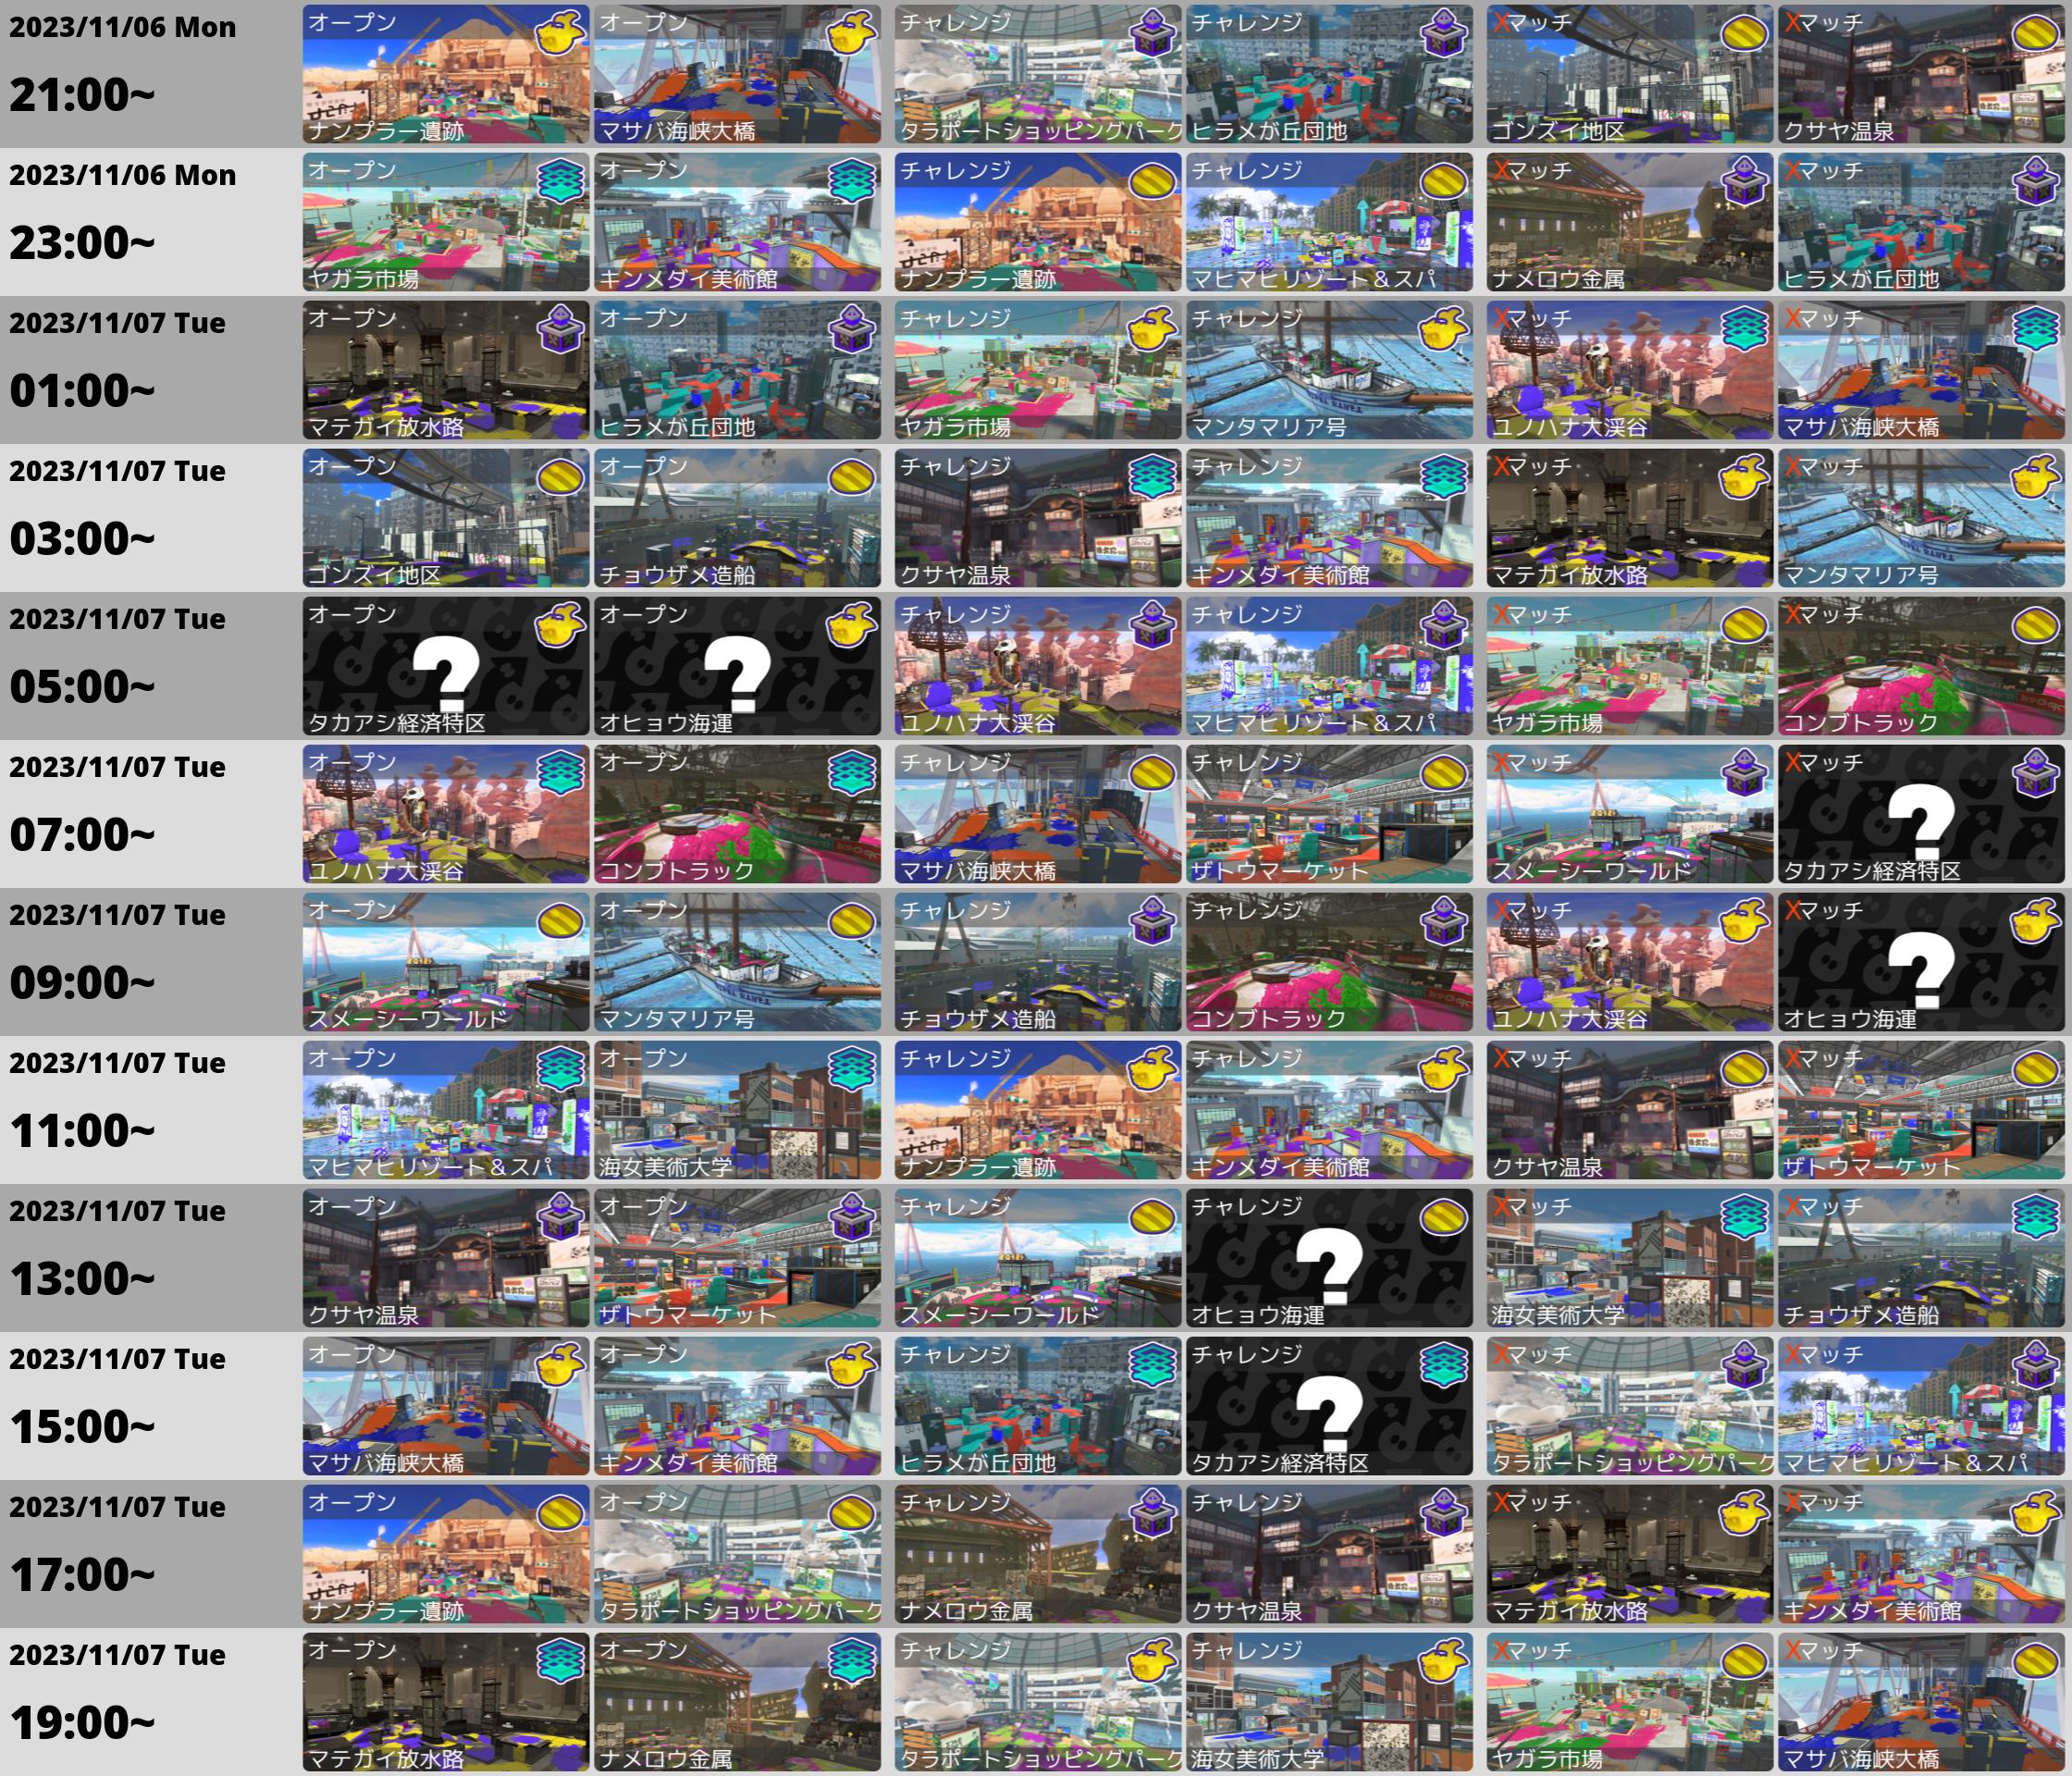 2023/11/06 Mon
21:00~
オープン
ナンプラー遺跡
オープン
マサバ海峡大橋
チャレンジ
タラポートショッピングパーク
チャレンジ
ヒラメが丘団地
Xマッチ
ゴンズイ地区
Xマッチ
クサヤ温泉
2023/11/06 Mon
23:00~
オープン
ヤガラ市場
オープン
キンメダイ美術館
チャレンジ
ナンプラー遺跡
チャレンジ
マヒマヒリゾート&スパ
Xマッチ
ナメロウ金属
Xマッチ
ヒラメが丘団地
2023/11/07 Tue
01:00~
オープン
マテガイ放水路
オープン
ヒラメが丘団地
チャレンジ
ヤガラ市場
チャレンジ
マンタマリア号
Xマッチ
ユノハナ大渓谷
Xマッチ
マサバ海峡大橋
2023/11/07 Tue
03:00~
オープン
ゴンズイ地区
オープン
チョウザメ造船
チャレンジ
クサヤ温泉
チャレンジ
キンメダイ美術館
Xマッチ
マテガイ放水路
Xマッチ
マンタマリア号
2023/11/07 Tue
05:00~
オープン
?
タカアシ経済特区
オープン
?
オヒョウ海運
チャレンジ
ユノハナ大渓谷
チャレンジ
マヒマヒリゾート&スパ
Xマッチ
ヤガラ市場
Xマッチ
コンブトラック
2023/11/07 Tue
07:00~
オープン
ユノハナ大渓谷
オープン
コンブトラック
チャレンジ
マサバ海峡大橋
チャレンジ
ザトウマーケット
Xマッチ
スメーシーワールド
Xマッチ
?
タカアシ経済特区
2023/11/07 Tue
09:00~
オープン
スメーシーワールド
オープン
マンタマリア号
チャレンジ
チョウザメ造船
チャレンジ
コンブトラック
Xマッチ
ユノハナ大渓谷
Xマッチ
?
オヒョウ海運
2023/11/07 Tue
11:00~
オープン
マヒマヒリゾート&スパ
オープン
海女美術大学
チャレンジ
ナンプラー遺跡
チャレンジ
キンメダイ美術館
Xマッチ
クサヤ温泉
Xマッチ
ザトウマーケット
2023/11/07 Tue
13:00~
オープン
クサヤ温泉
オープン
ザトウマーケット
チャレンジ
スメーシーワールド
チャレンジ
?
オヒョウ海運
Xマッチ
海女美術大学
Xマッチ
チョウザメ造船
2023/11/07 Tue
15:00~
オープン
マサバ海峡大橋
オープン
キンメダイ美術館
チャレンジ
ヒラメが丘団地
チャレンジ
?
タカアシ経済特区
Xマッチ
タラポートショッピングパーク
Xマッチ
マヒマヒリゾート&スパ
2023/11/07 Tue
17:00~
オープン
ナンプラー遺跡
オープン
タラポートショッピングパーク
チャレンジ
ナメロウ金属
チャレンジ
クサヤ温泉
Xマッチ
マテガイ放水路
Xマッチ
キンメダイ美術館
2023/11/07 Tue
19:00~
オープン
マテガイ放水路
オープン
ナメロウ金属
チャレンジ
タラポートショッピングパーク
チャレンジ
海女美術大学
Xマッチ
ヤガラ市場
Xマッチ
マサバ海峡大橋